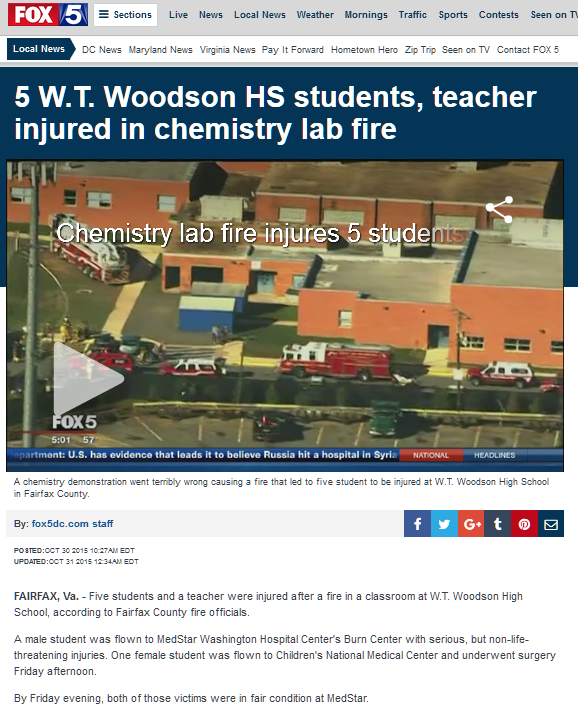 FOX 5 Sections Live News Local News Weather Mornings Traffic Sports Contests Seen on TV
Local News DC News Maryland News Virginia News Pay It Forward Hometown Hero Zip Trip Seen on TV Contact FOX 5
5 W.T. Woodson HS students, teacher
injured in chemistry lab fire
Chemistry lab fire injures 5 students
FOX 5
5:01 57
epartment: U.S. has evidence that leads it to believe Russia hit a hospital in Syria NATIONAL HEADLINES
A chemistry demonstration went terribly wrong causing a fire that led to five student to be injured at W.T. Woodson High School
in Fairfax County.
By: fox5dc.com staff
f G+ t
POSTED:OCT 30 2015 10:27AM EDT
UPDATED:OCT 31 2015 12:34AM EDT
FAIRFAX, Va. - Five students and a teacher were injured after a fire in a classroom at W.T. Woodson High
School, according to Fairfax County fire officials.
A male student was flown to MedStar Washington Hospital Center's Burn Center with serious, but non-life-
threatening injuries. One female student was flown to Children's National Medical Center and underwent surgery
Friday afternoon.
By Friday evening, both of those victims were in fair condition at MedStar.